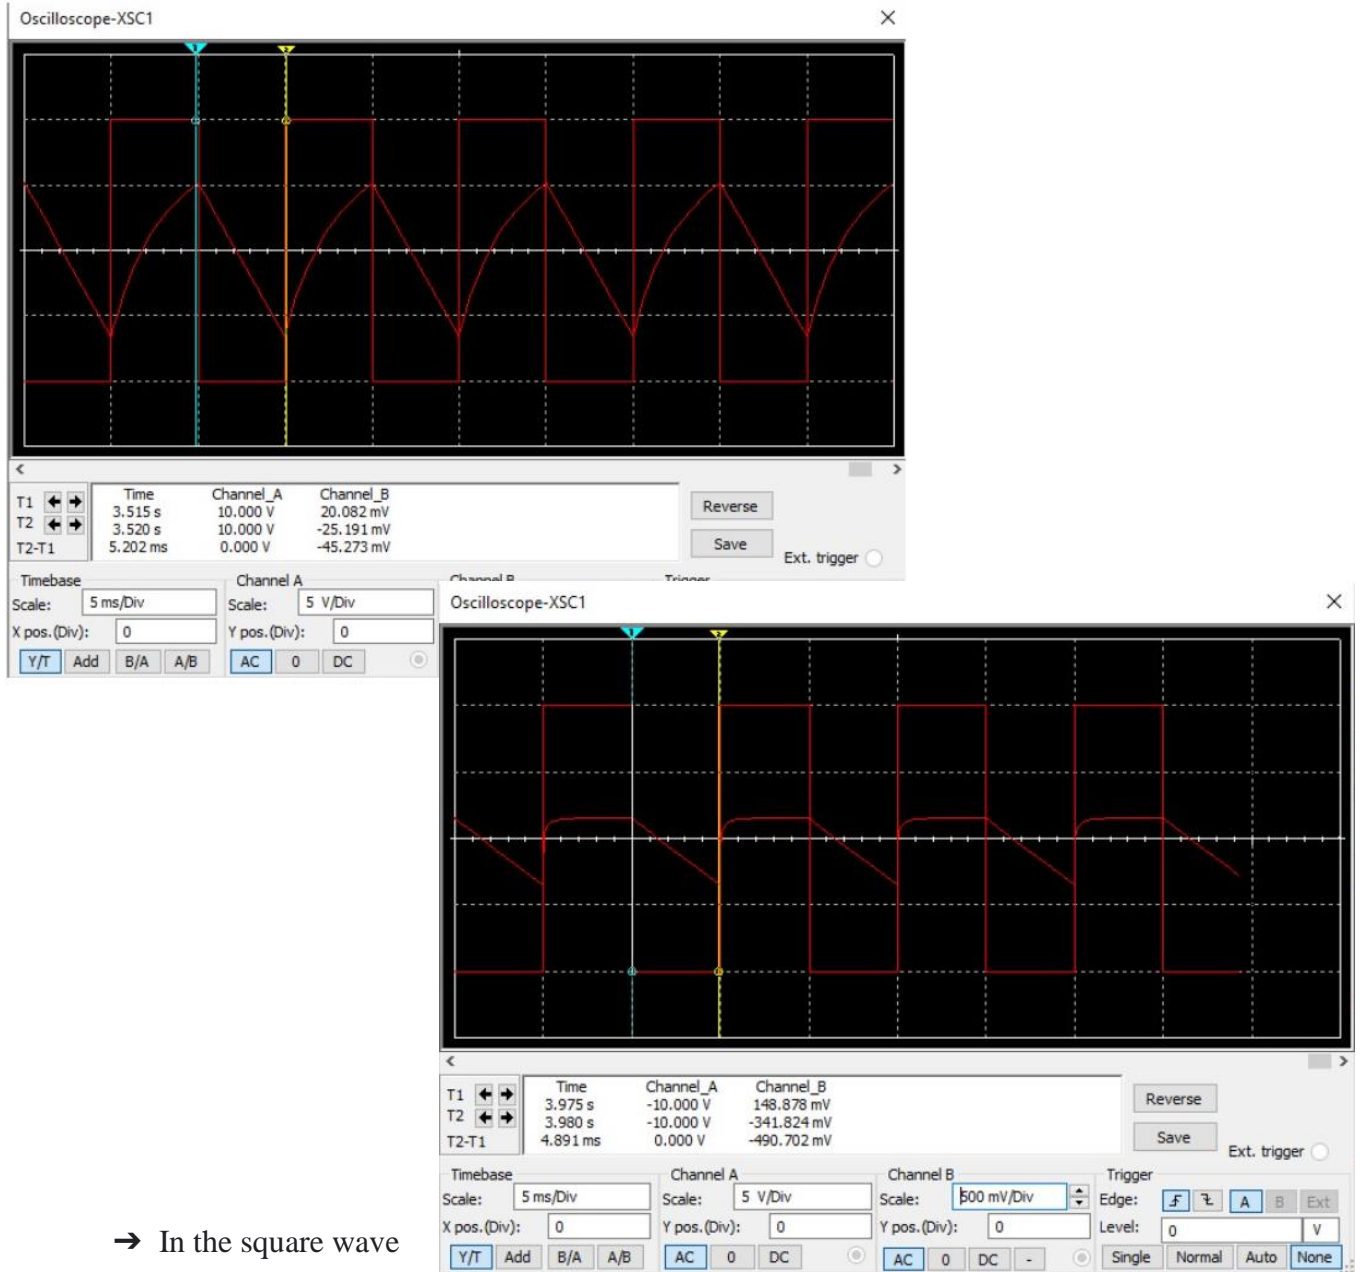 Oscilloscope-XSC1
1
2
Time Channel_A Channel_B
T1 3.515 s 10.000 V 20.082 mV
T2 3.520 s 10.000 V -25.191 mV
T2-T1 5.202 ms 0.000 V -45.273 mV
Reverse
Save
Ext. trigger
Timebase
Scale: 5 ms/Div
X pos.(Div): 0
Y/T Add B/A A/B
Channel A
Scale: 5 V/Div
Y pos.(Div): 0
AC 0 DC
Channel B
Trigger
Oscilloscope-XSC1
1
2
Time Channel_A Channel_B
T1 3.975 s -10.000 V 148.878 mV
T2 3.980 s -10.000 V -341.824 mV
T2-T1 4.891 ms 0.000 V -490.702 mV
Reverse
Save
Ext. trigger
Timebase
Scale: 5 ms/Div
X pos.(Div): 0
Y/T Add B/A A/B
Channel A
Scale: 5 V/Div
Y pos.(Div): 0
AC 0 DC
Channel B
Scale: 500 mV/Div
Y pos.(Div): 0
AC 0 DC -
Trigger
Edge: A B Ext
Level: 0 V
Single Normal Auto None
➔ In the square wave